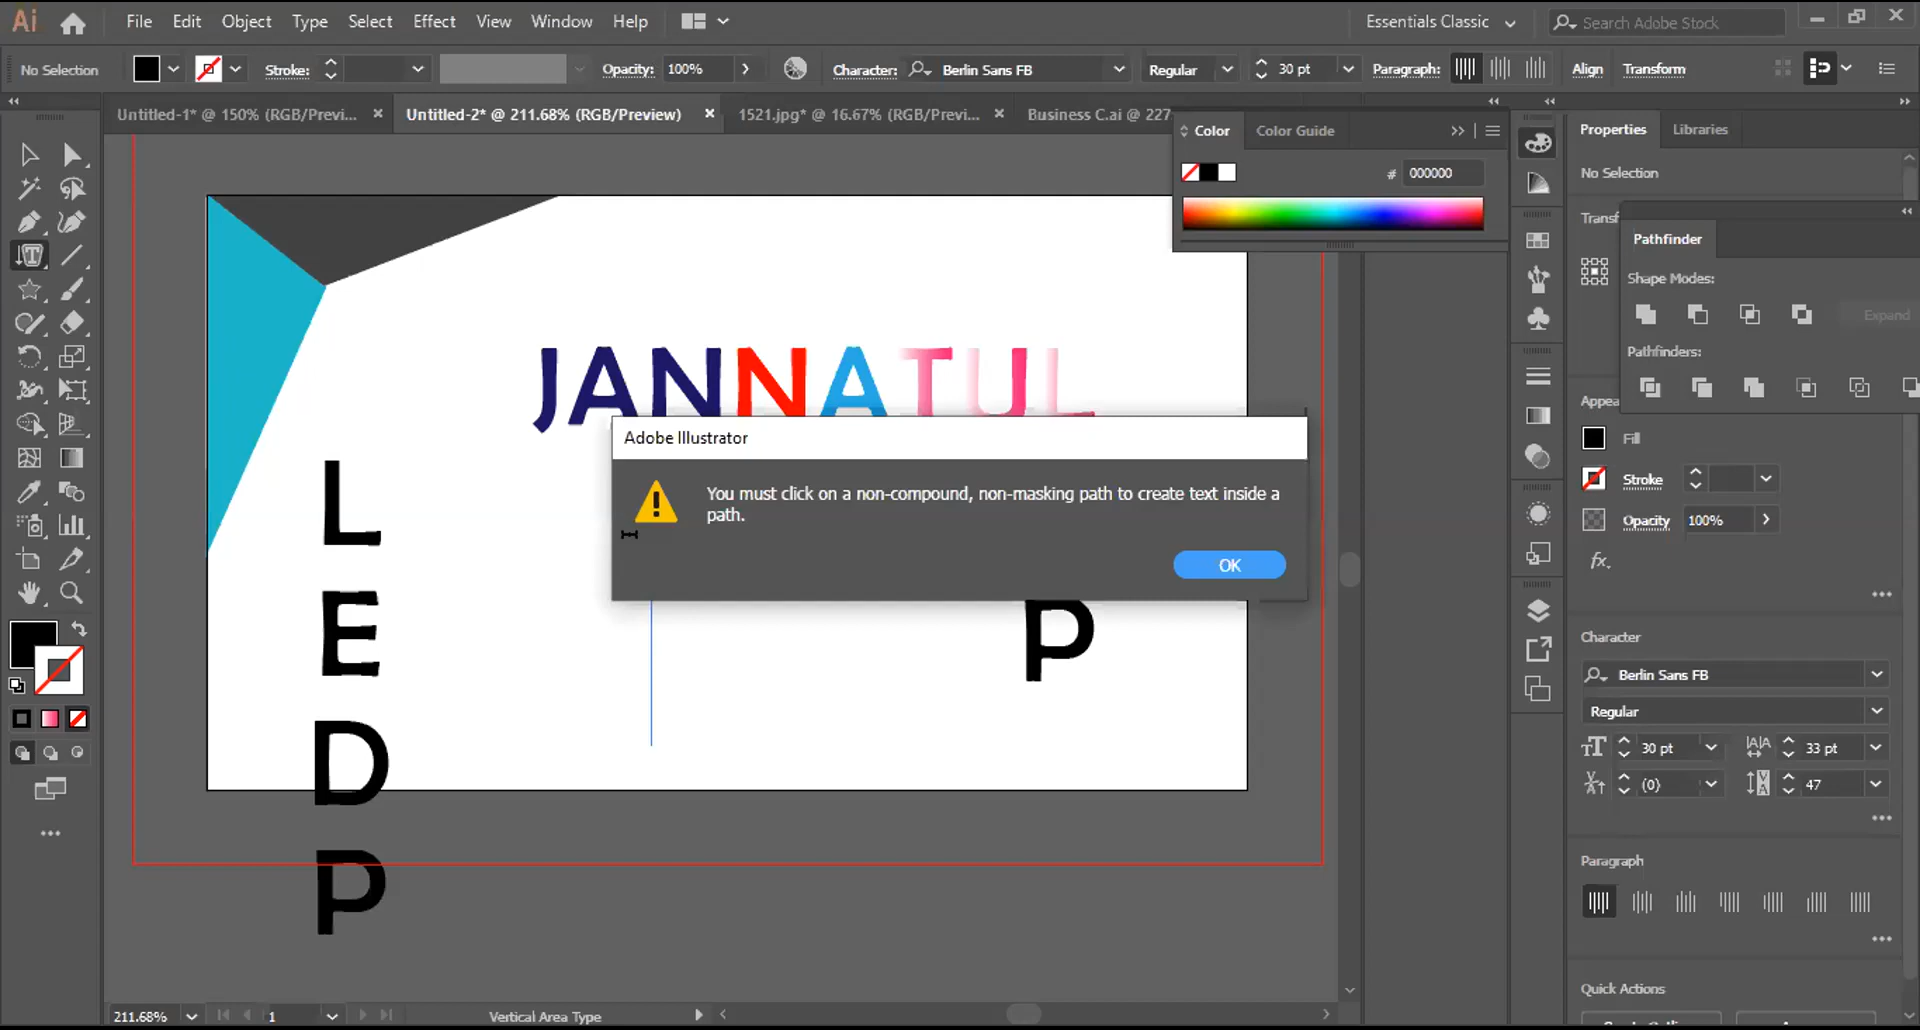 Ai File Edit Object Type Select Effect View Window Help Essentials Classic Search Adobe Stock
No Selection Stroke: Opacity: 100% Character: Berlin Sans FB Regular 30 pt Paragraph: Align Transform
Untitled-1* @ 150% (RGB/Previ... × Untitled-2* @ 211.68% (RGB/Preview) × 1521.jpg* @ 16.67% (RGB/Previ... × Business C.ai @ 227
Color Color Guide
# 000000
Properties Libraries
No Selection
Transf
Pathfinder
Shape Modes:
Expand
Pathfinders:
Appea
Fill
Stroke
Opacity 100%
fx.
JANNATUL
Adobe Illustrator
You must click on a non-compound, non-masking path to create text inside a
path.
OK
L
E
D
P
P
Character
Berlin Sans FB
Regular
30 pt 33 pt
(0) 47
Paragraph
Quick Actions
211.68% 1 Vertical Area Type